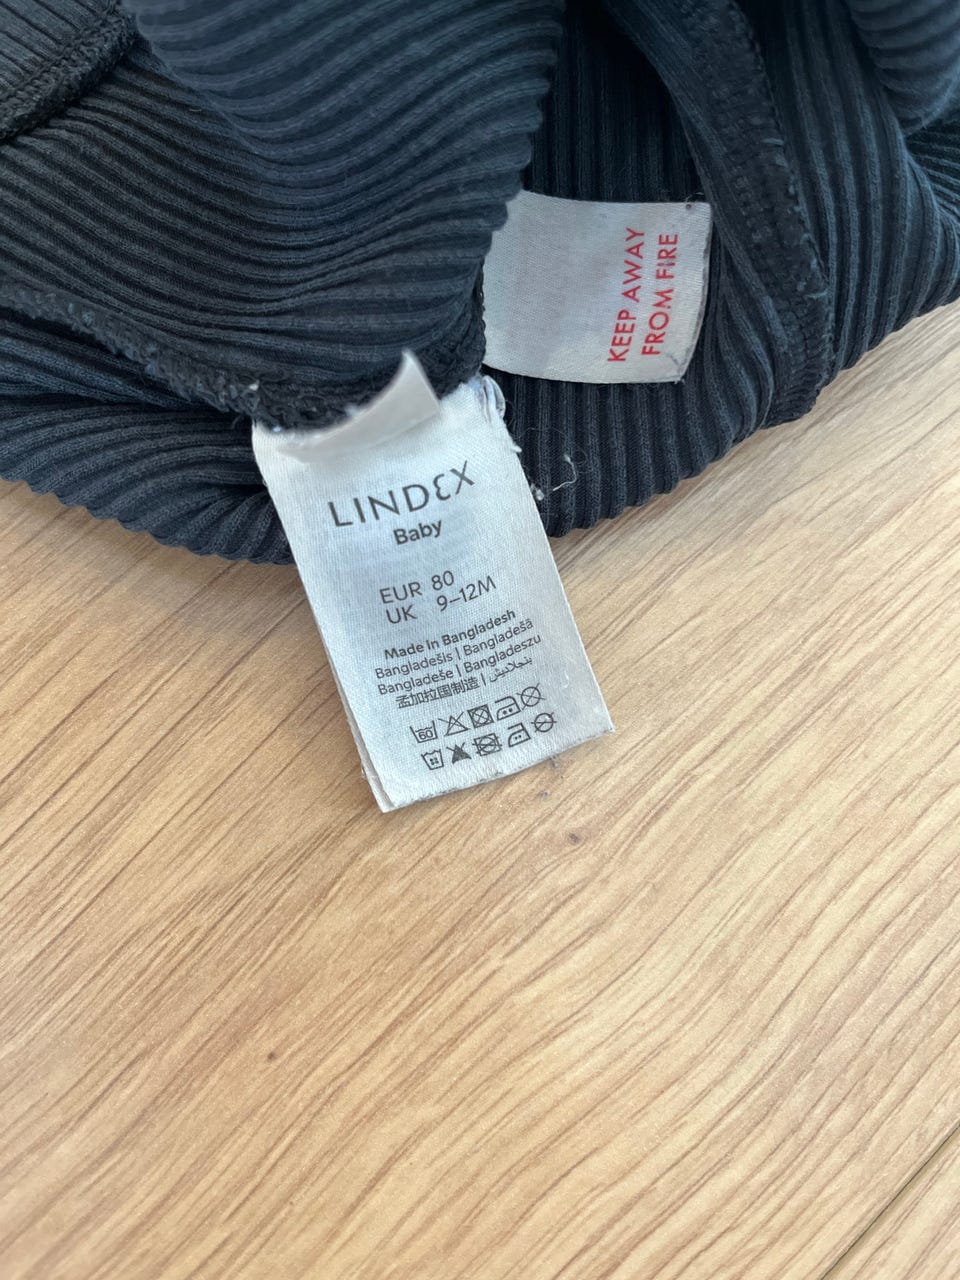 KEEP AWAY
FROM FIRE
LINDEX
Baby
EUR 80
UK 9–12M
Made in Bangladesh
Bangladešis | Bangladešā
Bangladeše | Bangladeszu
孟加拉国制造 | بنجلاديش
60